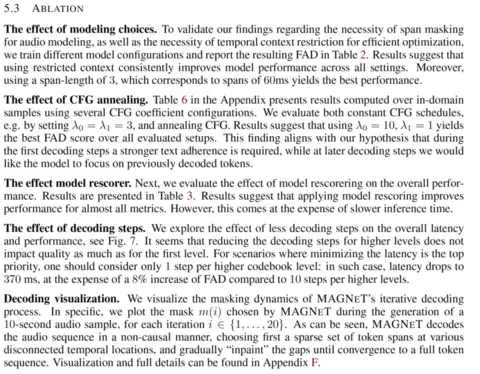 5.3 ABLATION
The effect of modeling choices. To validate our findings regarding the necessity of span masking
for audio modeling, as well as the necessity of temporal context restriction for efficient optimization,
we train different model configurations and report the resulting FAD in Table 2. Results suggest that
using restricted context consistently improves model performance across all settings. Moreover,
using a span-length of 3, which corresponds to spans of 60ms yields the best performance.
The effect of CFG annealing. Table 6 in the Appendix presents results computed over in-domain
samples using several CFG coefficient configurations. We evaluate both constant CFG schedules,
e.g. by setting λ0 = λ1 = 3, and annealing CFG. Results suggest that using λ0 = 10, λ1 = 1 yields
the best FAD score over all evaluated setups. This finding aligns with our hypothesis that during
the first decoding steps a stronger text adherence is required, while at later decoding steps we would
like the model to focus on previously decoded tokens.
The effect model rescorer. Next, we evaluate the effect of model rescorering on the overall perfor-
mance. Results are presented in Table 3. Results suggest that applying model rescoring improves
performance for almost all metrics. However, this comes at the expense of slower inference time.
The effect of decoding steps. We explore the effect of less decoding steps on the overall latency
and performance, see Fig. 7. It seems that reducing the decoding steps for higher levels does not
impact quality as much as for the first level. For scenarios where minimizing the latency is the top
priority, one should consider only 1 step per higher codebook level: in such case, latency drops to
370 ms, at the expense of a 8% increase of FAD compared to 10 steps per higher levels.
Decoding visualization. We visualize the masking dynamics of MAGNET's iterative decoding
process. In specific, we plot the mask m(i) chosen by MAGNET during the generation of a
10-second audio sample, for each iteration i ∈ {1, . . . , 20}. As can be seen, MAGNET decodes
the audio sequence in a non-causal manner, choosing first a sparse set of token spans at various
disconnected temporal locations, and gradually “inpaint” the gaps until convergence to a full token
sequence. Visualization and full details can be found in Appendix F.